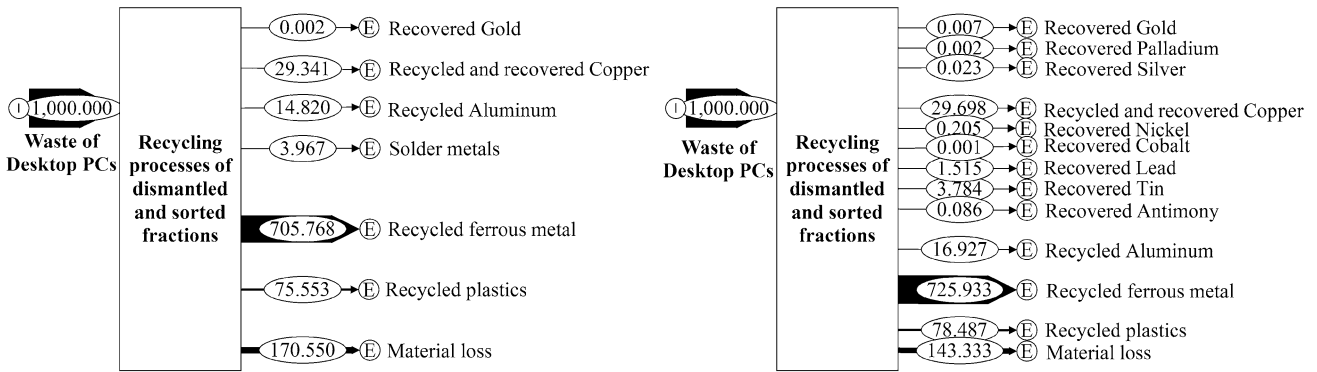 0.002 E Recovered Gold
29.341 E Recycled and recovered Copper
I 1,000.000
14.820 E Recycled Aluminum
Waste of
Desktop PCs
Recycling
processes of
dismantled
and sorted
fractions
3.967 E Solder metals
705.768 E Recycled ferrous metal
75.553 E Recycled plastics
170.550 E Material loss
0.007 E Recovered Gold
0.002 E Recovered Palladium
0.023 E Recovered Silver
I 1,000.000
29.698 E Recycled and recovered Copper
Waste of
Desktop PCs
Recycling
processes of
dismantled
and sorted
fractions
0.205 E Recovered Nickel
0.001 E Recovered Cobalt
1.515 E Recovered Lead
3.784 E Recovered Tin
0.086 E Recovered Antimony
16.927 E Recycled Aluminum
725.933 E Recycled ferrous metal
78.487 E Recycled plastics
143.333 E Material loss